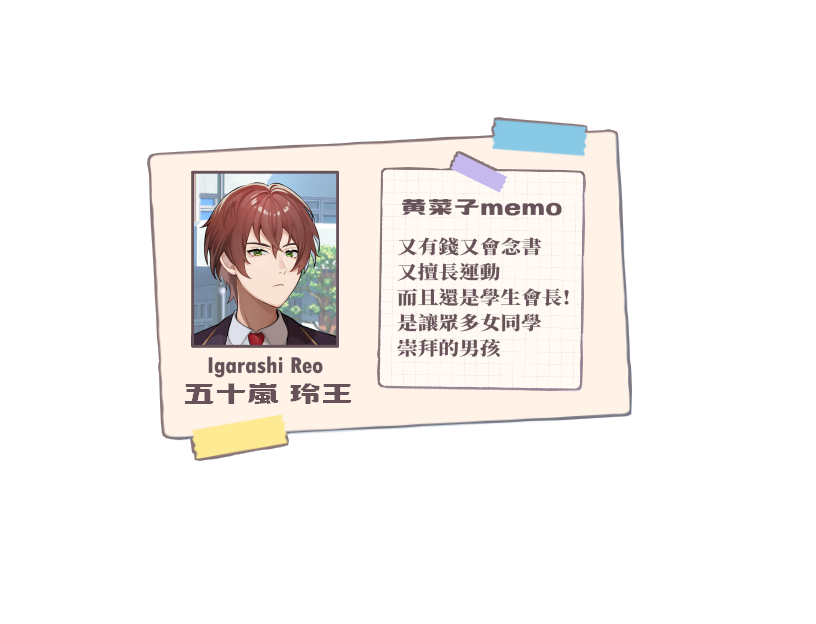 Igarashi Reo
五十嵐 玲王
黄菜子memo
又有錢又會念書
又擅長運動
而且還是學生會長!
是讓眾多女同學
崇拜的男孩